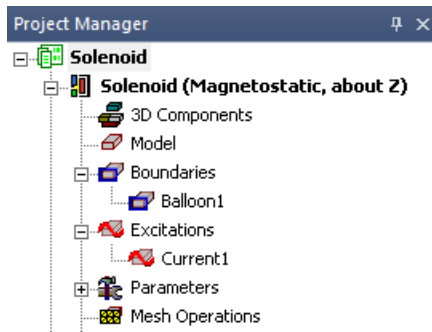 Project Manager
Solenoid
Solenoid (Magnetostatic, about Z)
3D Components
Model
Boundaries
Balloon1
Excitations
Current1
Parameters
Mesh Operations